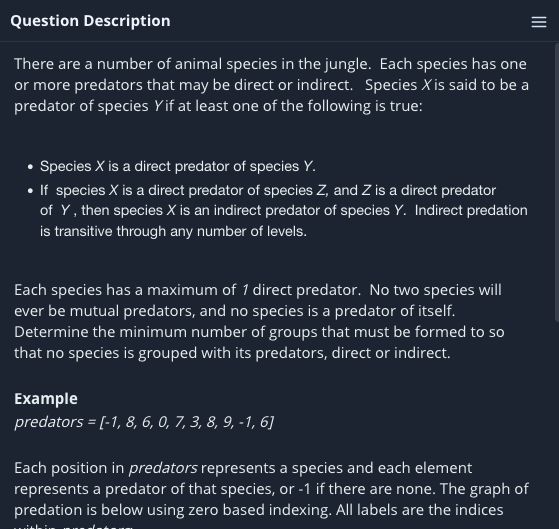 Question Description
There are a number of animal species in the jungle.  Each species has one
or more predators that may be direct or indirect.   Species X is said to be a
predator of species Y if at least one of the following is true:
• Species X is a direct predator of species Y.
• If  species X is a direct predator of species Z, and Z is a direct predator
of  Y , then species X is an indirect predator of species Y.  Indirect predation
is transitive through any number of levels.
Each species has a maximum of 1 direct predator.  No two species will
ever be mutual predators, and no species is a predator of itself.
Determine the minimum number of groups that must be formed to so
that no species is grouped with its predators, direct or indirect.
Example
predators = [-1, 8, 6, 0, 7, 3, 8, 9, -1, 6]
Each position in predators represents a species and each element
represents a predator of that species, or -1 if there are none. The graph of
predation is below using zero based indexing. All labels are the indices
within predators.